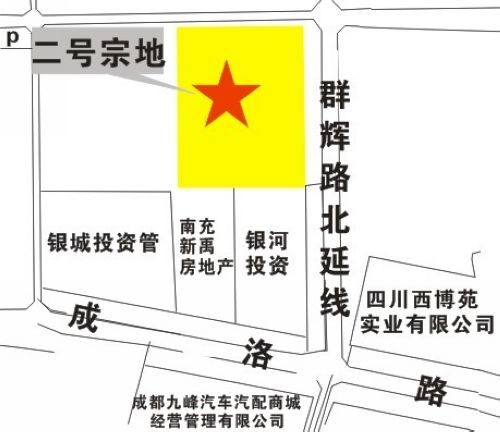 p
二号宗地
群辉路北延线
银城投资管
南充
新禹
房地产
银河
投资
四川西博苑
实业有限公司
成洛路
成都九峰汽车汽配商城
经营管理有限公司